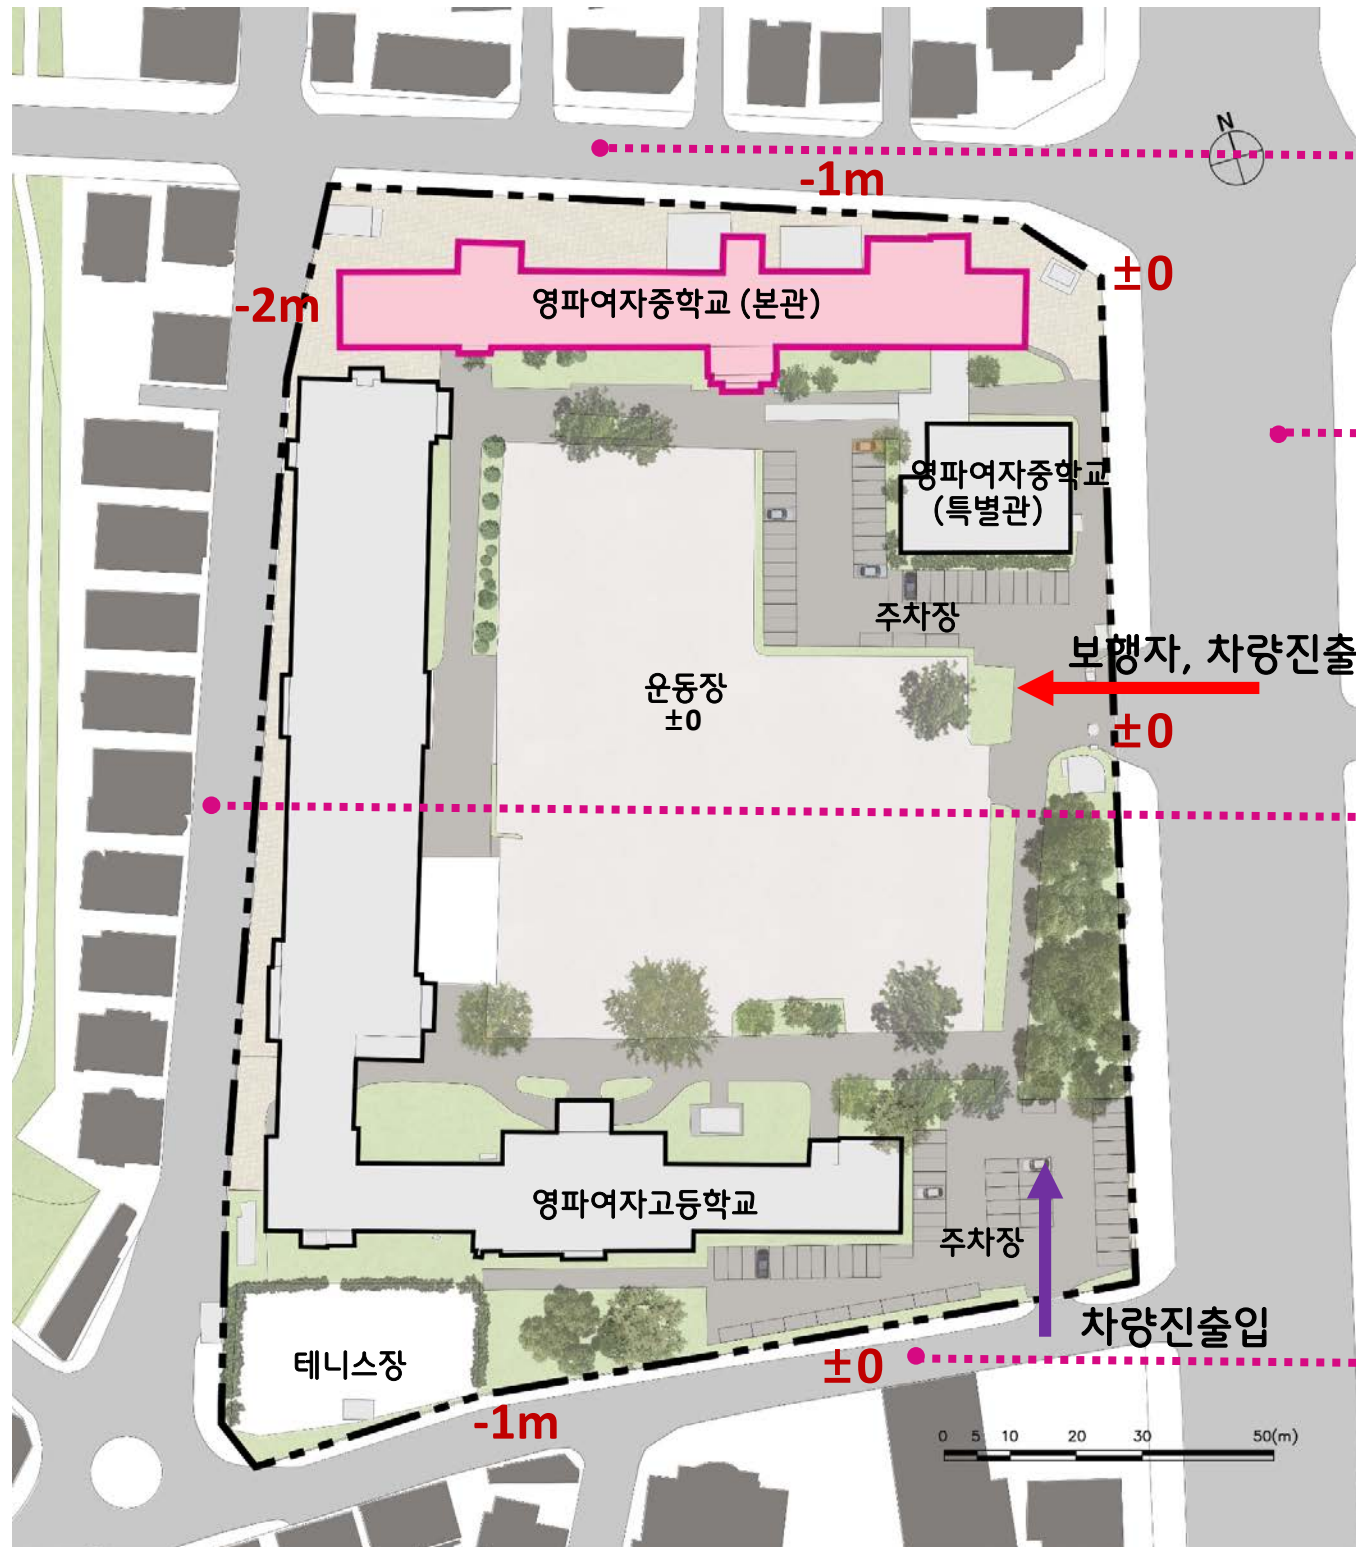 N
-1m
±0
-2m
영파여자중학교 (본관)
영파여자중학교
(특별관)
주차장
보행자, 차량진출
운동장
±0
±0
영파여자고등학교
주차장
차량진출입
테니스장
±0
-1m
0 5 10 20 30 50(m)